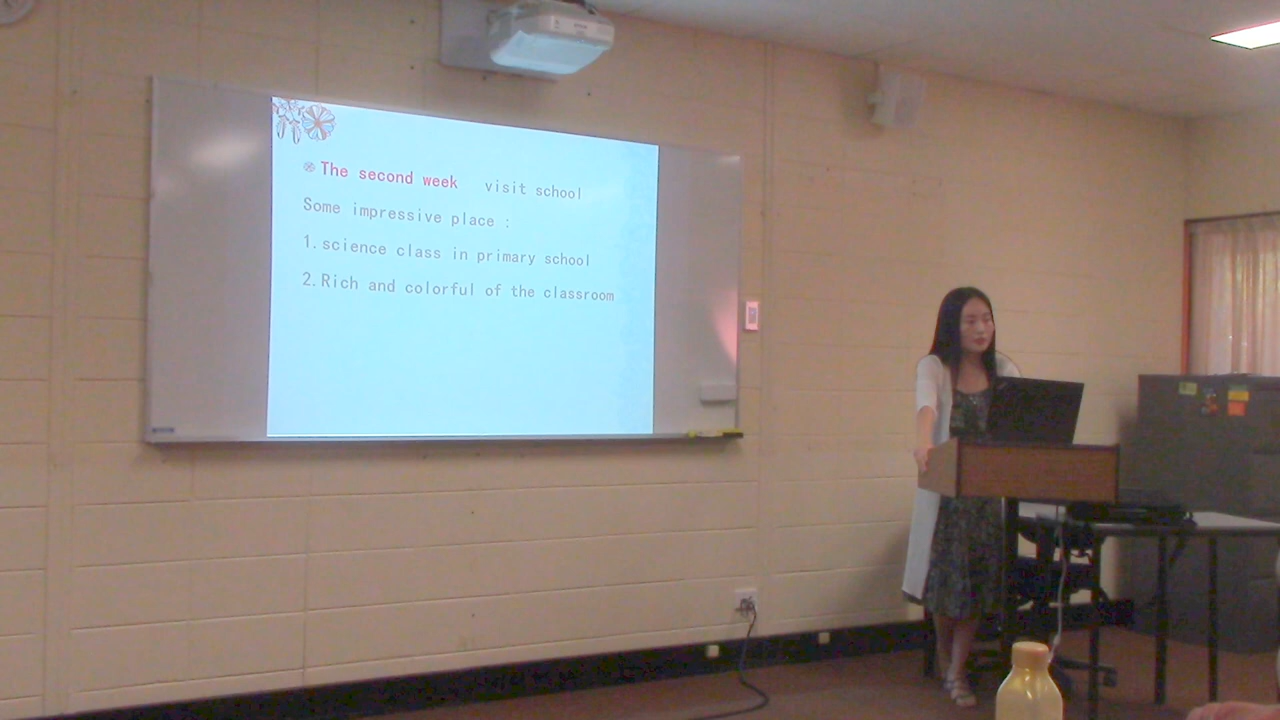 The second week visit school
Some impressive place :
1. science class in primary school
2. Rich and colorful of the classroom